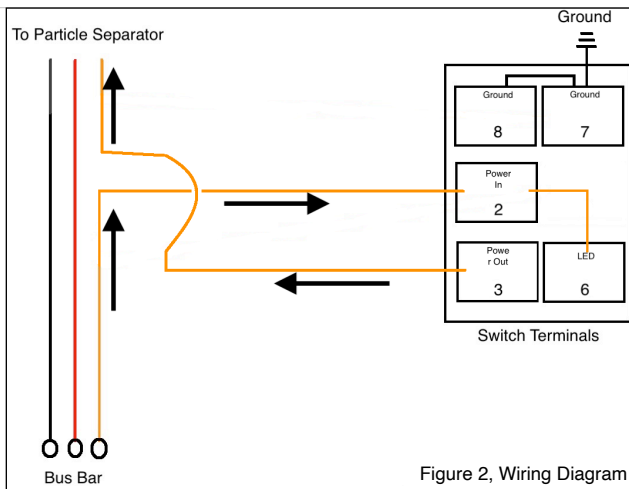 Ground
To Particle Separator
Ground
Ground
8
7
Power
In
2
Powe
r Out
3
LED
6
Switch Terminals
Bus Bar
Figure 2, Wiring Diagram